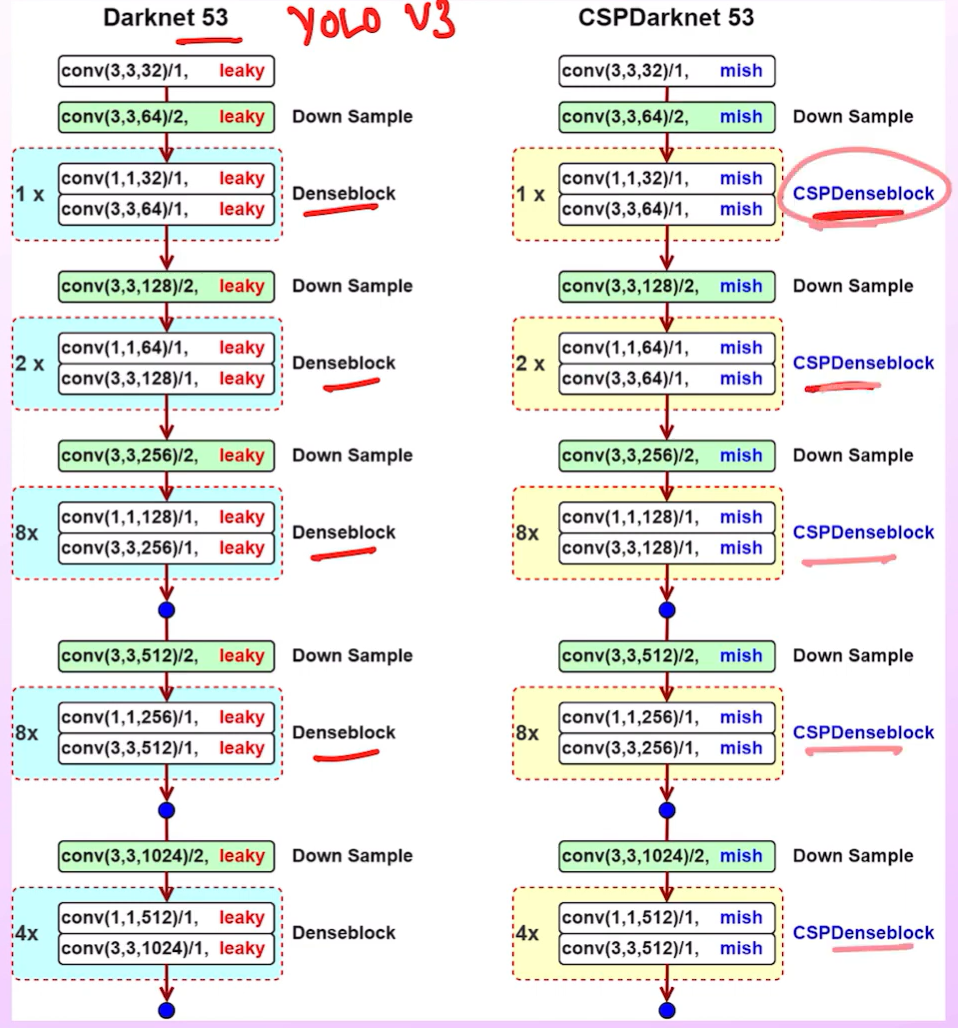 Darknet 53
YOLO V3
conv(3,3,32)/1, leaky
conv(3,3,64)/2, leaky
Down Sample
1 x
conv(1,1,32)/1, leaky
conv(3,3,64)/1, leaky
Denseblock
conv(3,3,128)/2, leaky
Down Sample
2 x
conv(1,1,64)/1, leaky
conv(3,3,128)/1, leaky
Denseblock
conv(3,3,256)/2, leaky
Down Sample
8x
conv(1,1,128)/1, leaky
conv(3,3,256)/1, leaky
Denseblock
conv(3,3,512)/2, leaky
Down Sample
8x
conv(1,1,256)/1, leaky
conv(3,3,512)/1, leaky
Denseblock
conv(3,3,1024)/2, leaky
Down Sample
4x
conv(1,1,512)/1, leaky
conv(3,3,1024)/1, leaky
Denseblock
CSPDarknet 53
conv(3,3,32)/1, mish
conv(3,3,64)/2, mish
Down Sample
1 x
conv(1,1,32)/1, mish
conv(3,3,64)/1, mish
CSPDenseblock
conv(3,3,128)/2, mish
Down Sample
2 x
conv(1,1,64)/1, mish
conv(3,3,64)/1, mish
CSPDenseblock
conv(3,3,256)/2, mish
Down Sample
8x
conv(1,1,128)/1, mish
conv(3,3,128)/1, mish
CSPDenseblock
conv(3,3,512)/2, mish
Down Sample
8x
conv(1,1,256)/1, mish
conv(3,3,256)/1, mish
CSPDenseblock
conv(3,3,1024)/2, mish
Down Sample
4x
conv(1,1,512)/1, mish
conv(3,3,512)/1, mish
CSPDenseblock